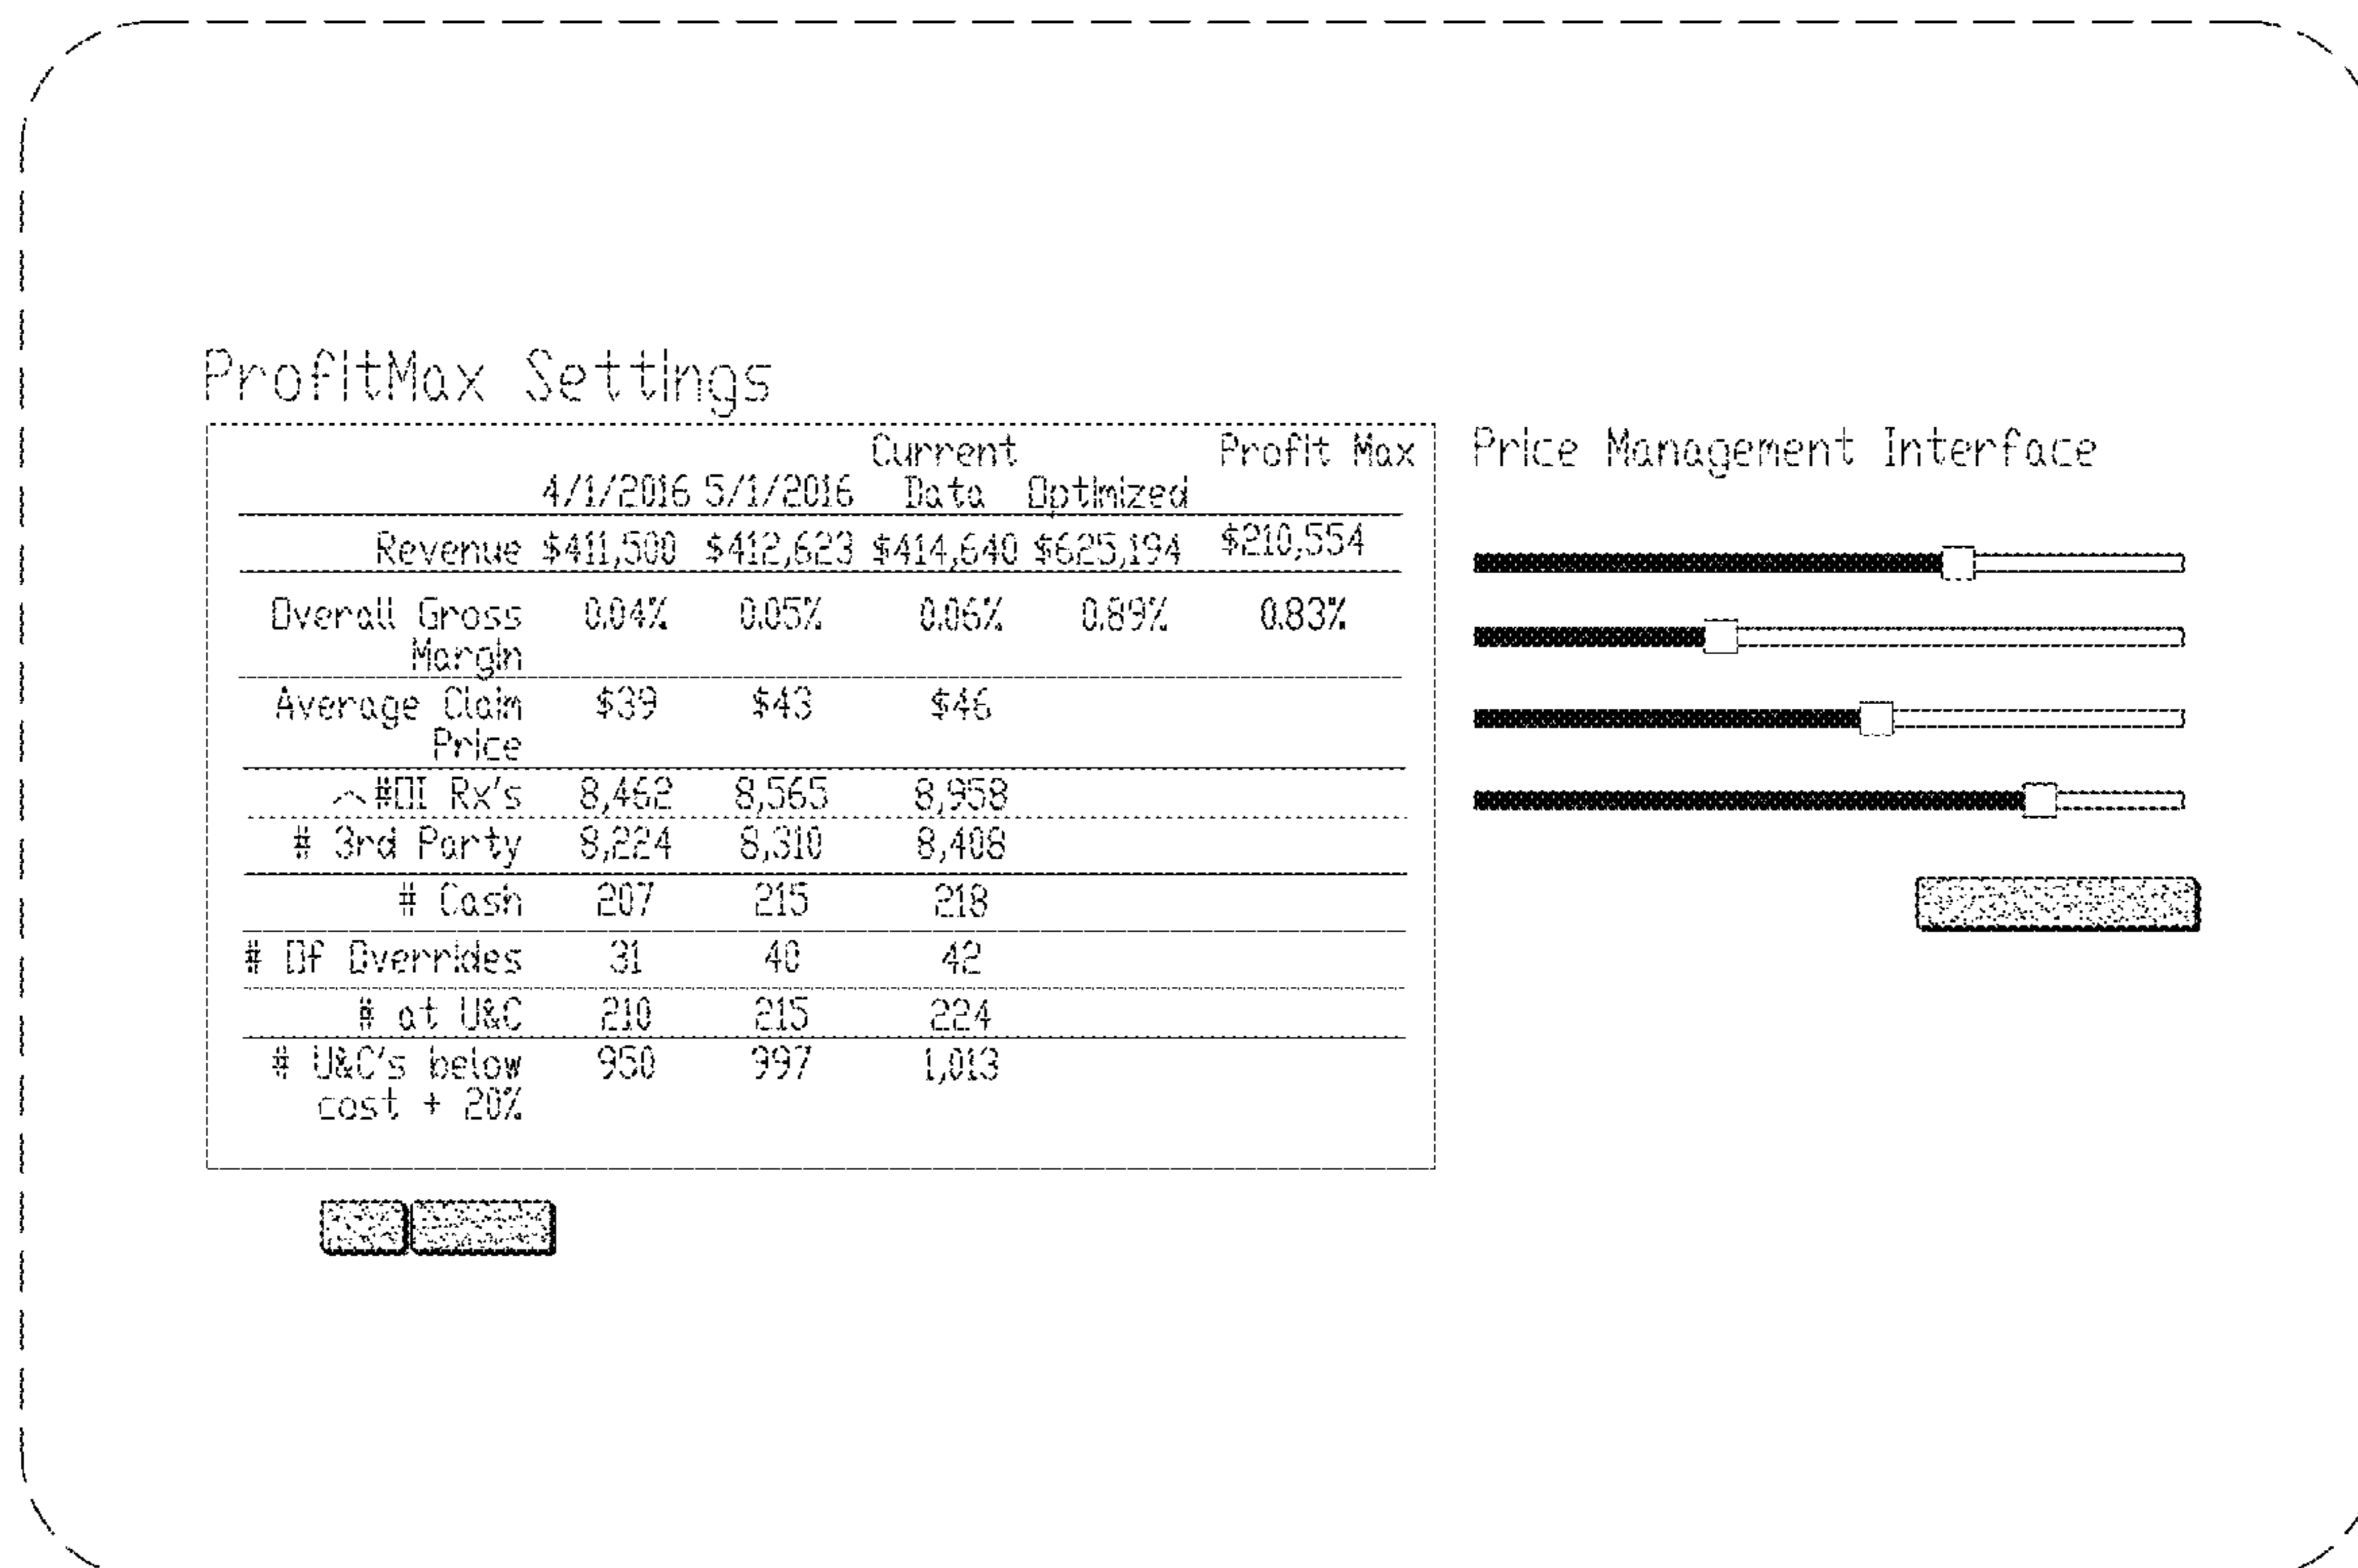 ProfitMax Settings
Current Profit Max
4/1/2016 5/1/2016 Data Optimized
Revenue $411,500 $412,623 $414,640 $625,194 $210,554
Overall Gross 0.04% 0.05% 0.06% 0.89% 0.83%
Margin
Average Claim $39 $43 $46
Price
Rx's 8,462 8,565 8,958
# 3rd Party 8,224 8,310 8,408
# Cash 207 215 218
# Of Overrides 31 40 42
# at U&C 210 215 224
# U&C's below 950 997 1,013
cost + 20%
Price Management Interface